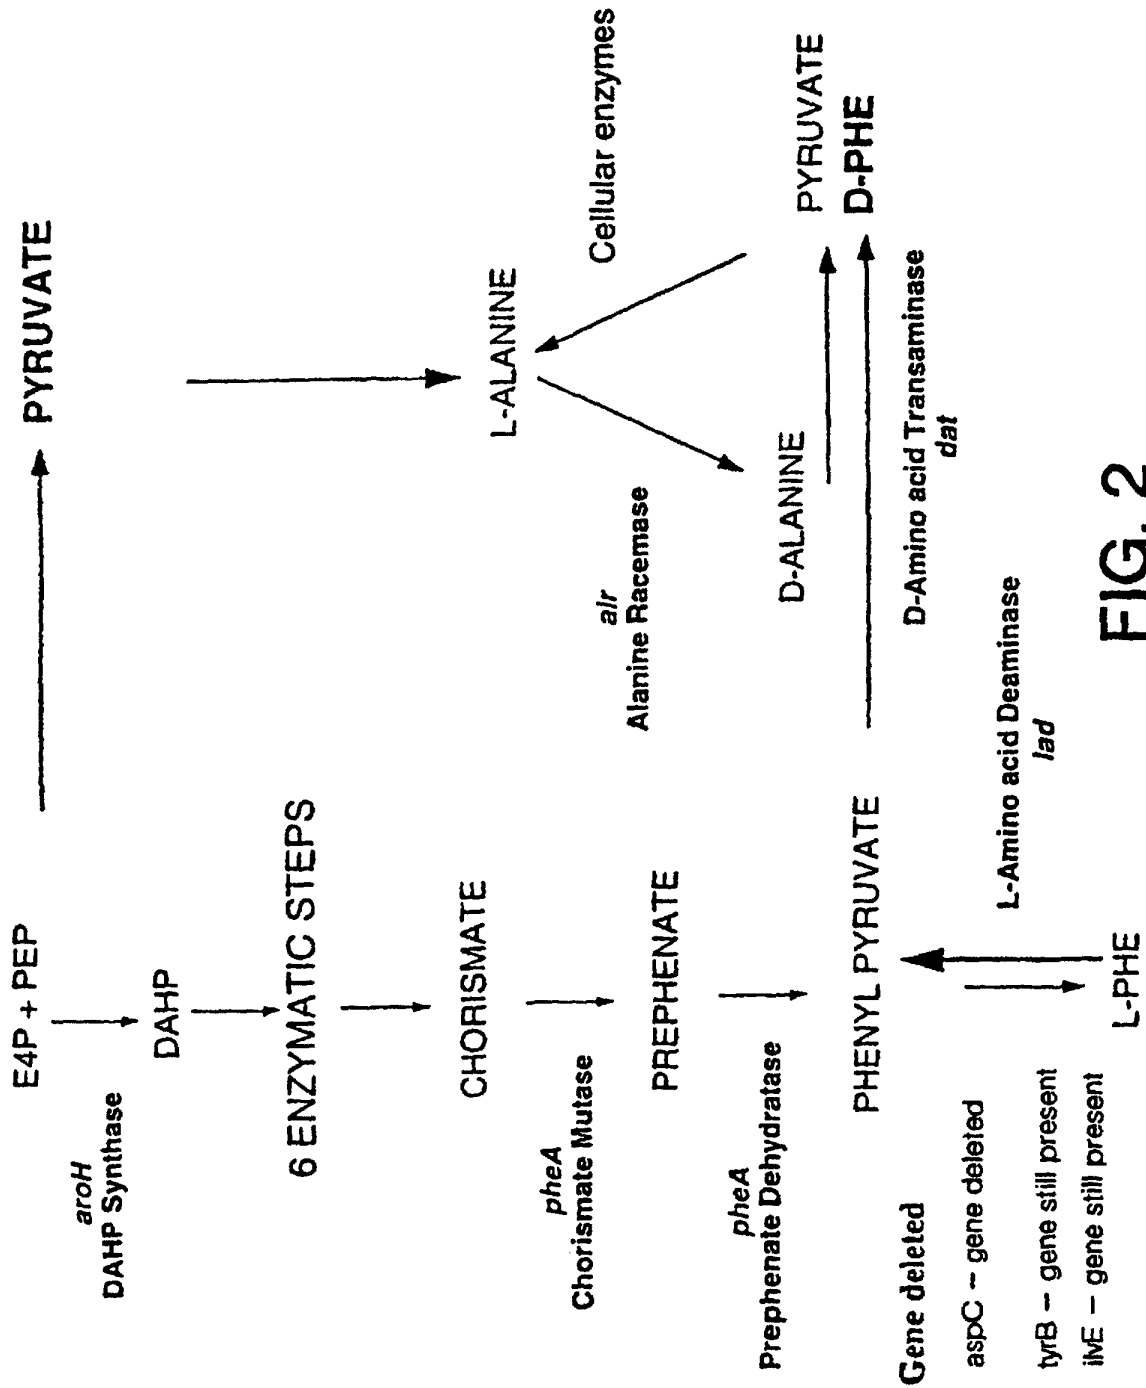 E4P + PEP
PYRUVATE
aroH
DAHP Synthase
DAHP
6 ENZYMATIC STEPS
CHORISMATE
L-ALANINE
pheA
Chorismate Mutase
alr
Alanine Racemase
Cellular enzymes
PREPHENATE
pheA
Prephenate Dehydratase
D-ALANINE
PYRUVATE
PHENYL PYRUVATE
D-PHE
D-Amino acid Transaminase
dat
Gene deleted
aspC – gene deleted
tyrB – gene still present
ilvE – gene still present
L-Amino acid Deaminase
lad
L-PHE
FIG. 2